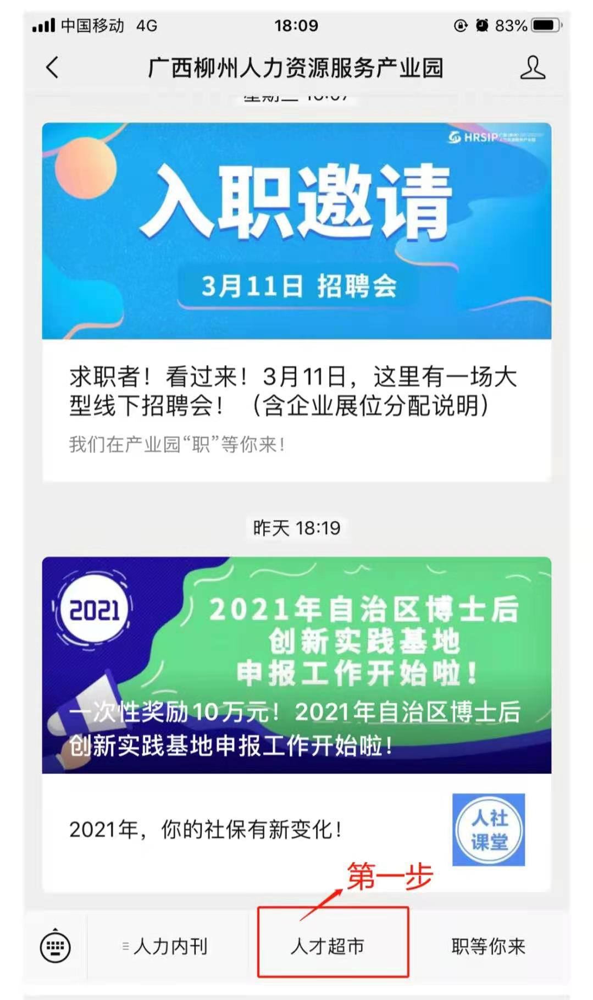 中国移动 4G 18:09 83%
广西柳州人力资源服务产业园
HRSIP
入职邀请
3月11日 招聘会
求职者！看过来！3月11日，这里有一场大
型线下招聘会！（含企业展位分配说明）
我们在产业园“职”等你来！
昨天 18:19
2021
2021年自治区博士后
创新实践基地
申报工作开始啦！
一次性奖励10万元！2021年自治区博士后
创新实践基地申报工作开始啦！
2021年，你的社保有新变化！
人社
课堂
第一步
人力内刊
人才超市
职等你来